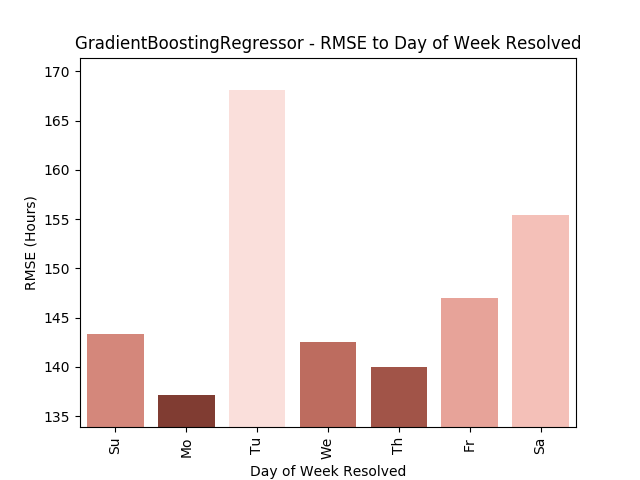 GradientBoostingRegressor - RMSE to Day of Week Resolved
170
165
160
155
150
145
140
135
RMSE (Hours)
Su
Mo
Tu
We
Th
Fr
Sa
Day of Week Resolved